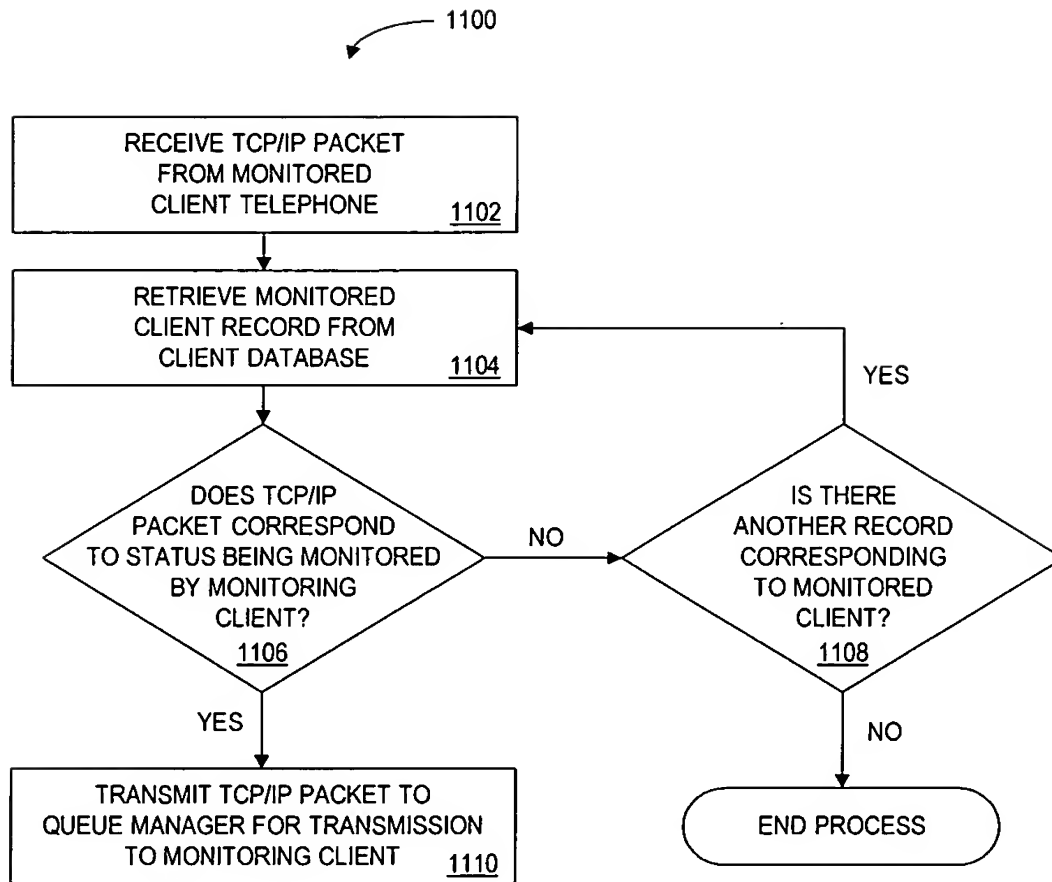 1100
RECEIVE TCP/IP PACKET
FROM MONITORED
CLIENT TELEPHONE
1102
RETRIEVE MONITORED
CLIENT RECORD FROM
CLIENT DATABASE
1104
YES
DOES TCP/IP
PACKET CORRESPOND
TO STATUS BEING MONITORED
BY MONITORING
CLIENT?
1106
NO
IS THERE
ANOTHER RECORD
CORRESPONDING
TO MONITORED
CLIENT?
1108
YES
NO
TRANSMIT TCP/IP PACKET TO
QUEUE MANAGER FOR TRANSMISSION
TO MONITORING CLIENT
1110
END PROCESS